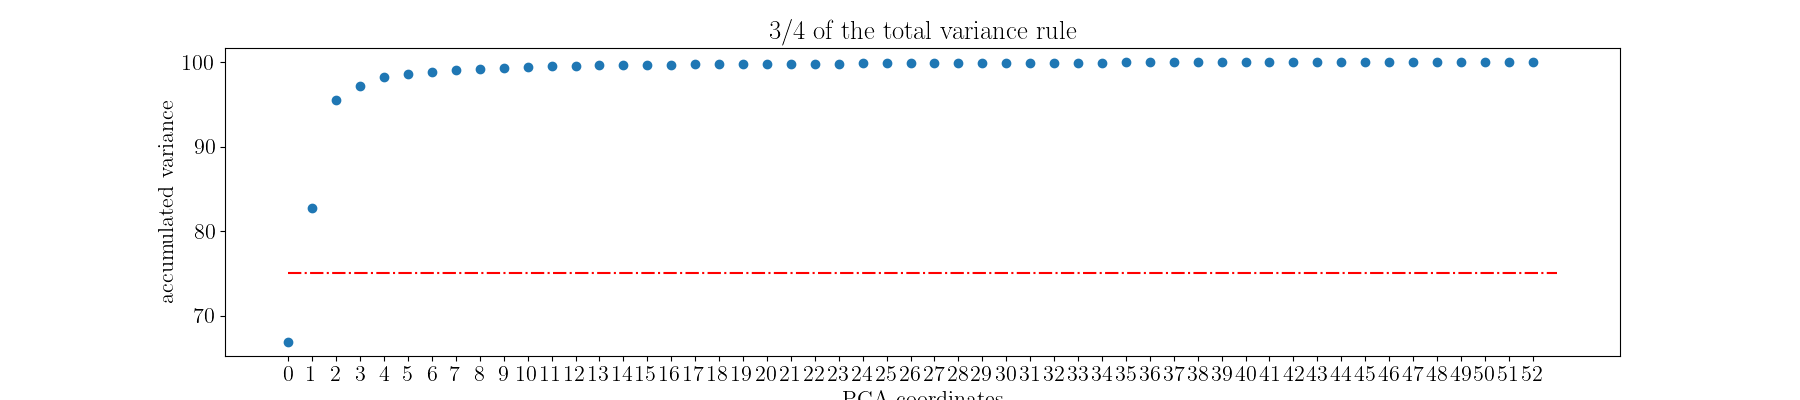 3/4 of the total variance rule
100
90
80
70
accumulated variance
0 1 2 3 4 5 6 7 8 9 10 11 12 13 14 15 16 17 18 19 20 21 22 23 24 25 26 27 28 29 30 31 32 33 34 35 36 37 38 39 40 41 42 43 44 45 46 47 48 49 50 51 52
PCA coordinates